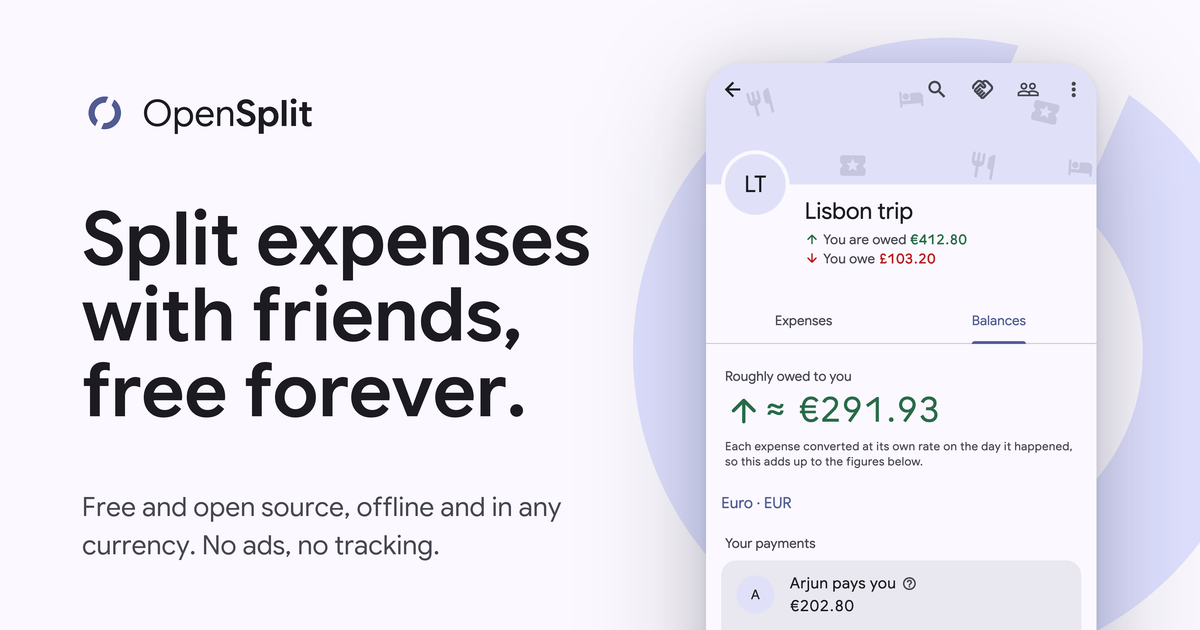 OpenSplit
Split expenses
with friends,
free forever.
Free and open source, offline and in any
currency. No ads, no tracking.
LT
Lisbon trip
↑ You are owed €412.80
↓ You owe £103.20
Expenses
Balances
Roughly owed to you
↑ ≈ €291.93
Each expense converted at its own rate on the day it happened,
so this adds up to the figures below.
Euro · EUR
Your payments
A
Arjun pays you
€202.80